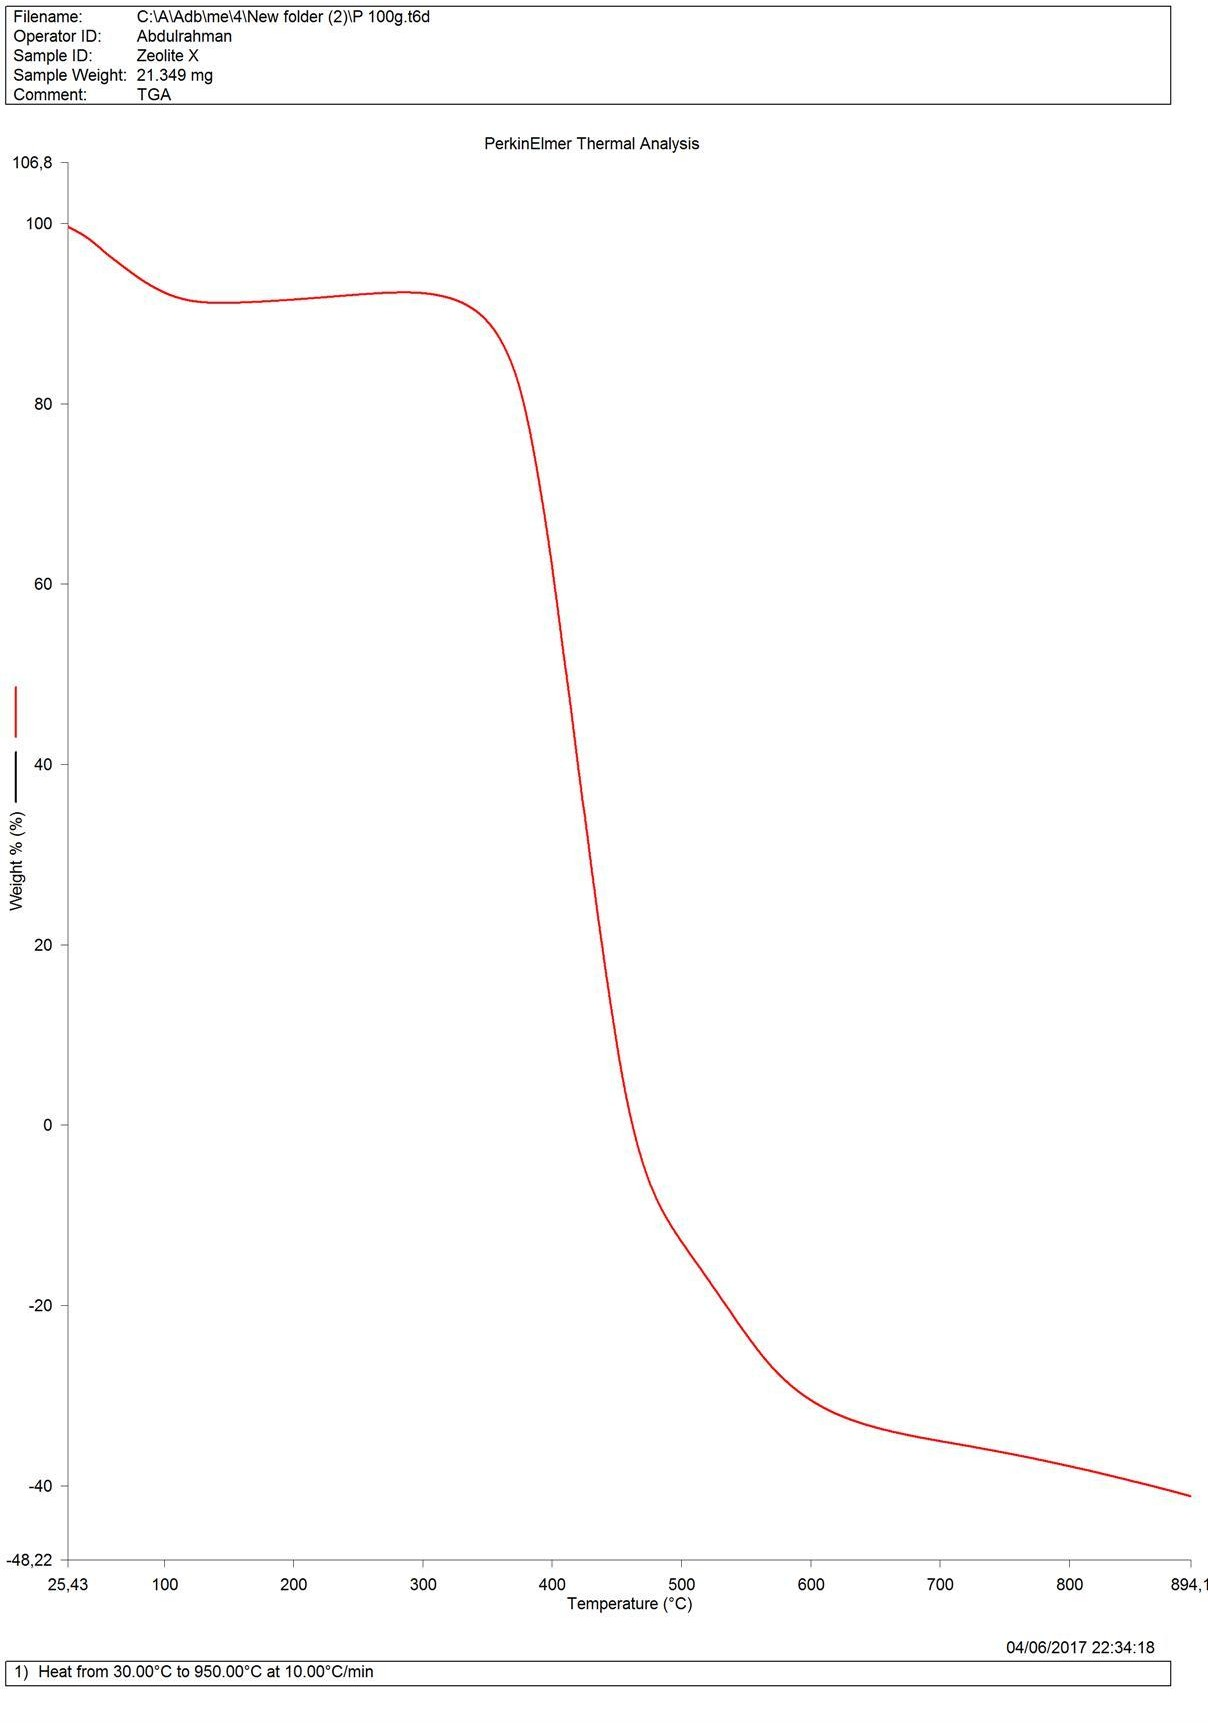 Filename: C:\A\Adb\me\4\New folder (2)\P 100g.t6d
Operator ID: Abdulrahman
Sample ID: Zeolite X
Sample Weight: 21.349 mg
Comment: TGA
PerkinElmer Thermal Analysis
106,8
100
80
60
40
20
0
-20
-40
-48,22
Weight % (%)
25,43 100 200 300 400 500 600 700 800 894,1
Temperature (°C)
04/06/2017 22:34:18
1) Heat from 30.00°C to 950.00°C at 10.00°C/min